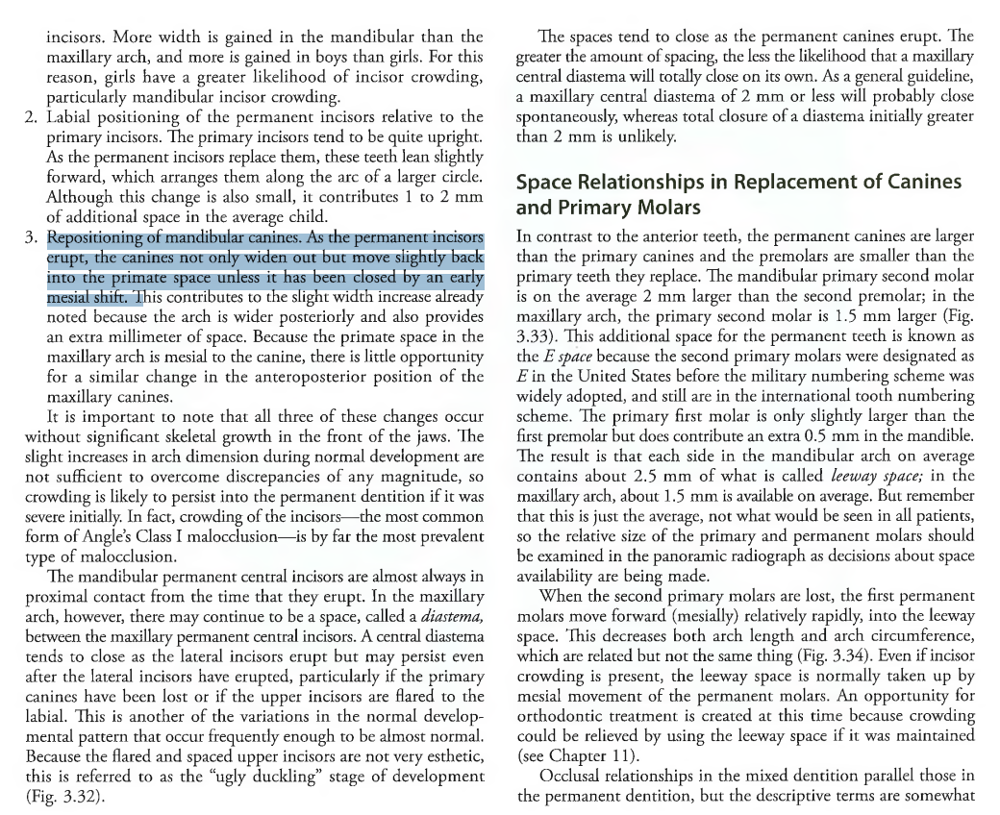 incisors. More width is gained in the mandibular than the
maxillary arch, and more is gained in boys than girls. For this
reason, girls have a greater likelihood of incisor crowding,
particularly mandibular incisor crowding.
2. Labial positioning of the permanent incisors relative to the
primary incisors. The primary incisors tend to be quite upright.
As the permanent incisors replace them, these teeth lean slightly
forward, which arranges them along the arc of a larger circle.
Although this change is also small, it contributes 1 to 2 mm
of additional space in the average child.
3. Repositioning of mandibular canines. As the permanent incisors
erupt, the canines not only widen out but move slightly back
into the primate space unless it has been closed by an early
mesial shift. This contributes to the slight width increase already
noted because the arch is wider posteriorly and also provides
an extra millimeter of space. Because the primate space in the
maxillary arch is mesial to the canine, there is little opportunity
for a similar change in the anteroposterior position of the
maxillary canines.
It is important to note that all three of these changes occur
without significant skeletal growth in the front of the jaws. The
slight increases in arch dimension during normal development are
not sufficient to overcome discrepancies of any magnitude, so
crowding is likely to persist into the permanent dentition if it was
severe initially. In fact, crowding of the incisors—the most common
form of Angle's Class I malocclusion—is by far the most prevalent
type of malocclusion.
The mandibular permanent central incisors are almost always in
proximal contact from the time that they erupt. In the maxillary
arch, however, there may continue to be a space, called a diastema,
between the maxillary permanent central incisors. A central diastema
tends to close as the lateral incisors erupt but may persist even
after the lateral incisors have erupted, particularly if the primary
canines have been lost or if the upper incisors are flared to the
labial. This is another of the variations in the normal develop-
mental pattern that occur frequently enough to be almost normal.
Because the flared and spaced upper incisors are not very esthetic,
this is referred to as the "ugly duckling" stage of development
(Fig. 3.32).
The spaces tend to close as the permanent canines erupt. The
greater the amount of spacing, the less the likelihood that a maxillary
central diastema will totally close on its own. As a general guideline,
a maxillary central diastema of 2 mm or less will probably close
spontaneously, whereas total closure of a diastema initially greater
than 2 mm is unlikely.
Space Relationships in Replacement of Canines
and Primary Molars
In contrast to the anterior teeth, the permanent canines are larger
than the primary canines and the premolars are smaller than the
primary teeth they replace. The mandibular primary second molar
is on the average 2 mm larger than the second premolar; in the
maxillary arch, the primary second molar is 1.5 mm larger (Fig.
3.33). This additional space for the permanent teeth is known as
the E space because the second primary molars were designated as
E in the United States before the military numbering scheme was
widely adopted, and still are in the international tooth numbering
scheme. The primary first molar is only slightly larger than the
first premolar but does contribute an extra 0.5 mm in the mandible.
The result is that each side in the mandibular arch on average
contains about 2.5 mm of what is called leeway space; in the
maxillary arch, about 1.5 mm is available on average. But remember
that this is just the average, not what would be seen in all patients,
so the relative size of the primary and permanent molars should
be examined in the panoramic radiograph as decisions about space
availability are being made.
When the second primary molars are lost, the first permanent
molars move forward (mesially) relatively rapidly, into the leeway
space. This decreases both arch length and arch circumference,
which are related but not the same thing (Fig. 3.34). Even if incisor
crowding is present, the leeway space is normally taken up by
mesial movement of the permanent molars. An opportunity for
orthodontic treatment is created at this time because crowding
could be relieved by using the leeway space if it was maintained
(see Chapter 11).
Occlusal relationships in the mixed dentition parallel those in
the permanent dentition, but the descriptive terms are somewhat